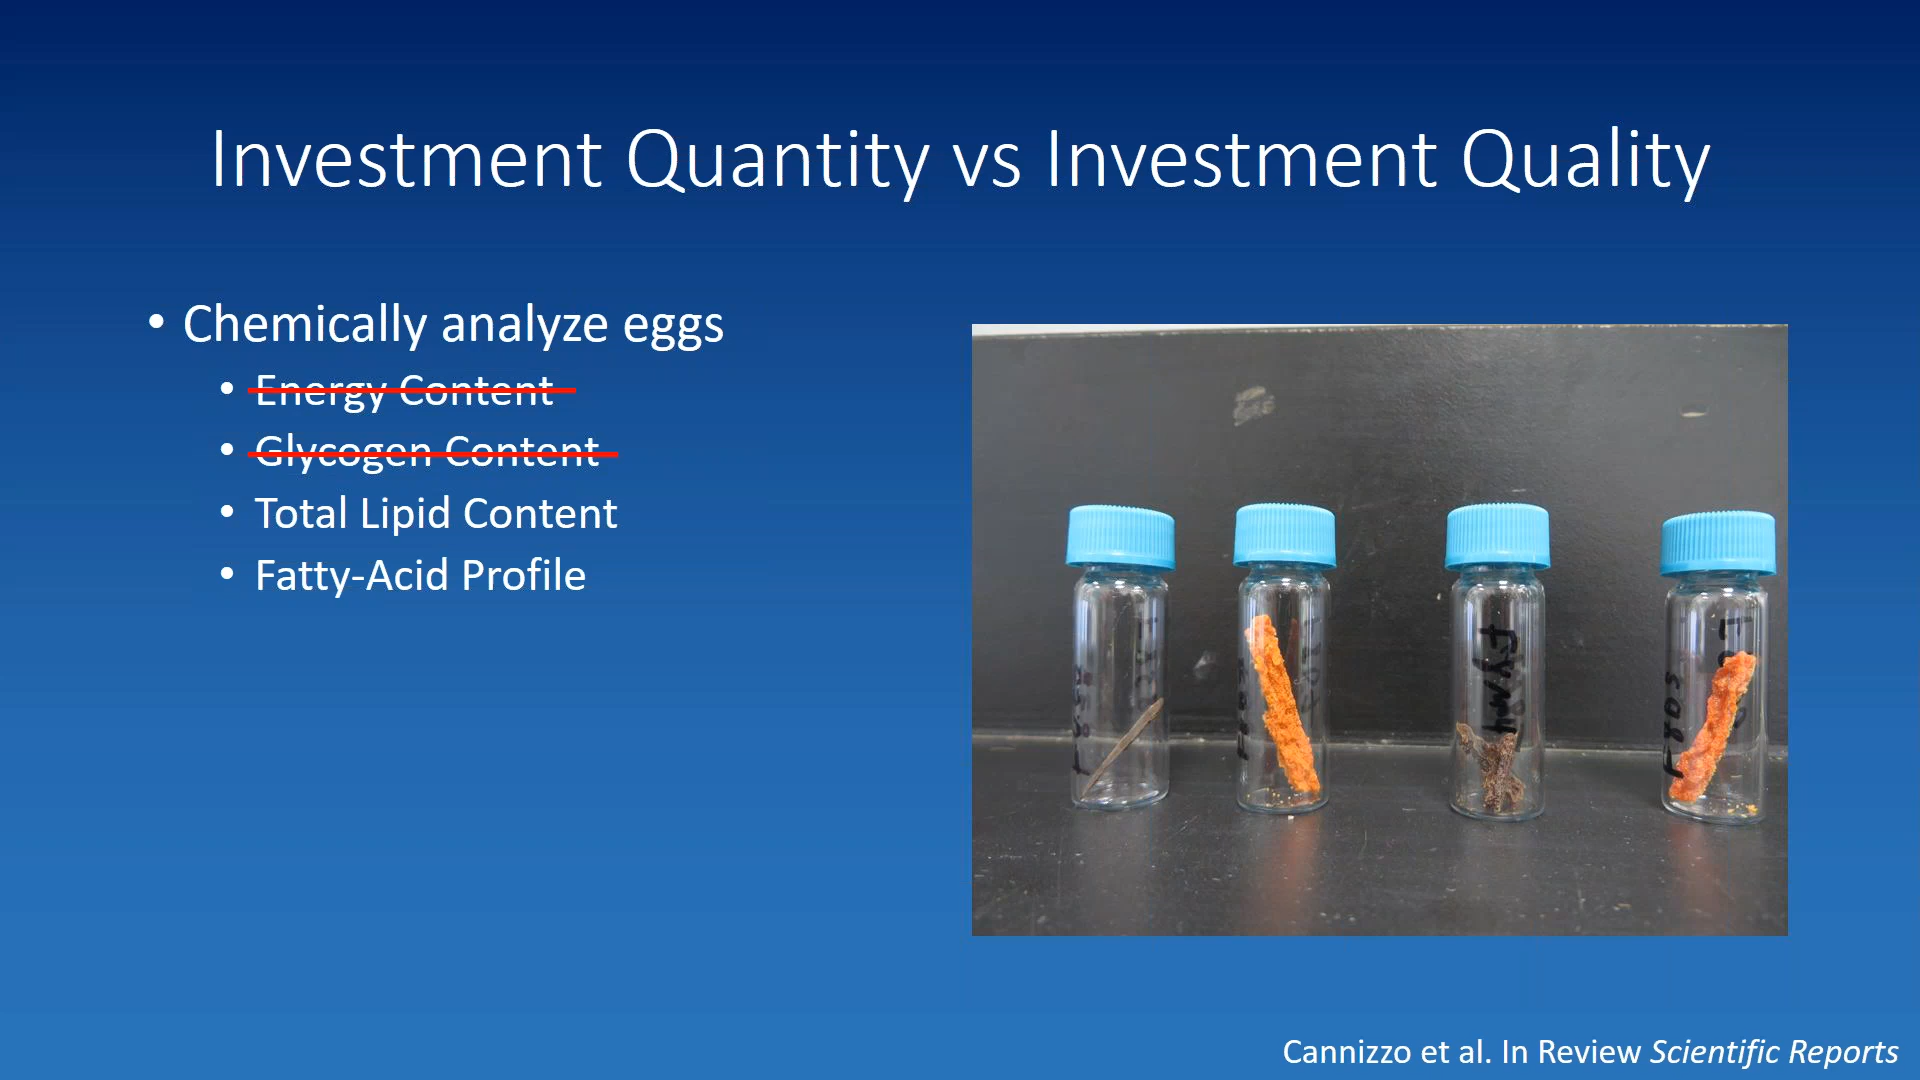 Investment Quantity vs Investment Quality
• Chemically analyze eggs
• Energy Content
• Glycogen Content
• Total Lipid Content
• Fatty-Acid Profile
Cannizzo et al. In Review Scientific Reports